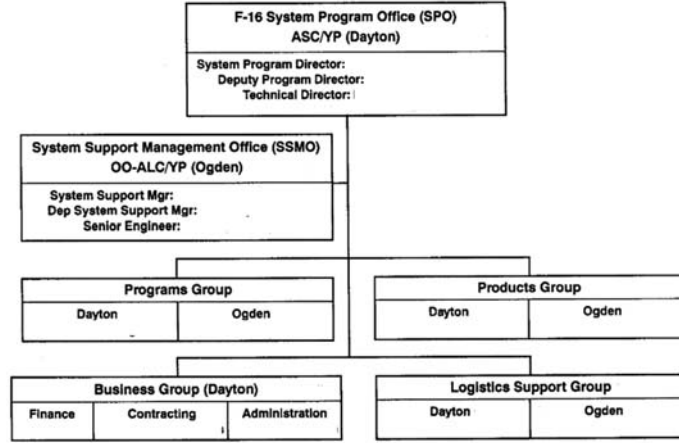 F-16 System Program Office (SPO)
ASC/YP (Dayton)
System Program Director:
Deputy Program Director:
Technical Director:
System Support Management Office (SSMO)
OO-ALC/YP (Ogden)
System Support Mgr:
Dep System Support Mgr:
Senior Engineer:
Programs Group
Dayton
Ogden
Products Group
Dayton
Ogden
Business Group (Dayton)
Finance
Contracting
Administration
Logistics Support Group
Dayton
Ogden